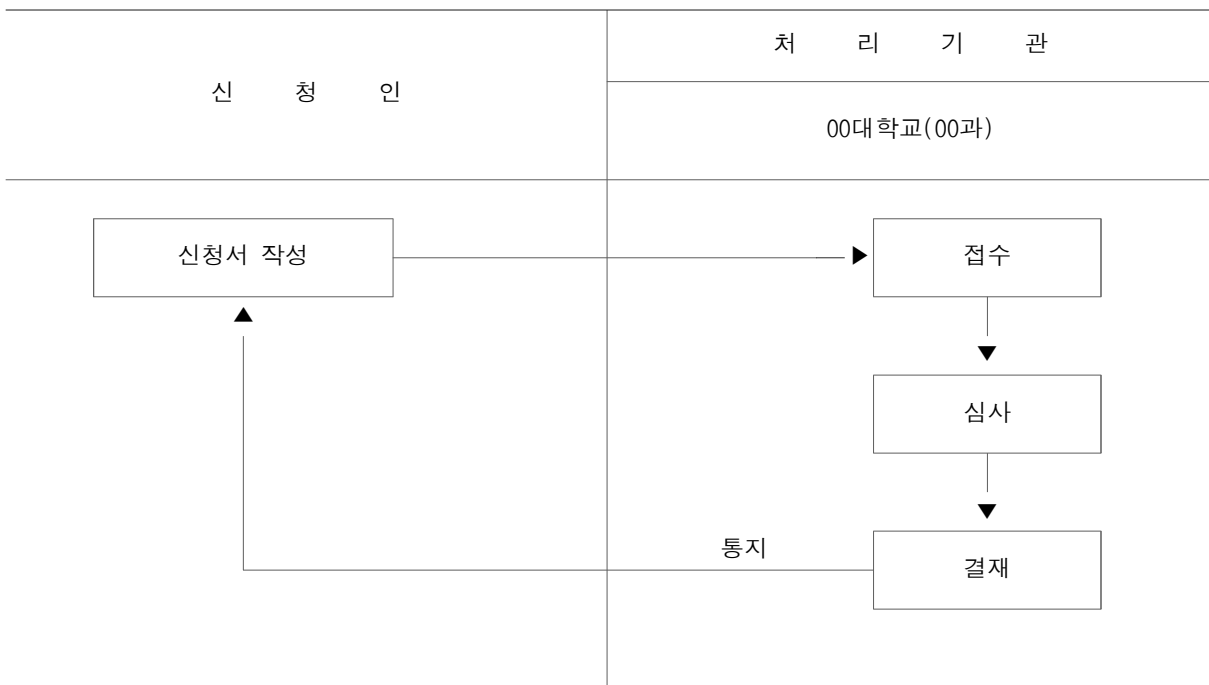 처 리 기 관
신 청 인
00대학교(00과)
신청서 작성
접수
심사
통지
결재